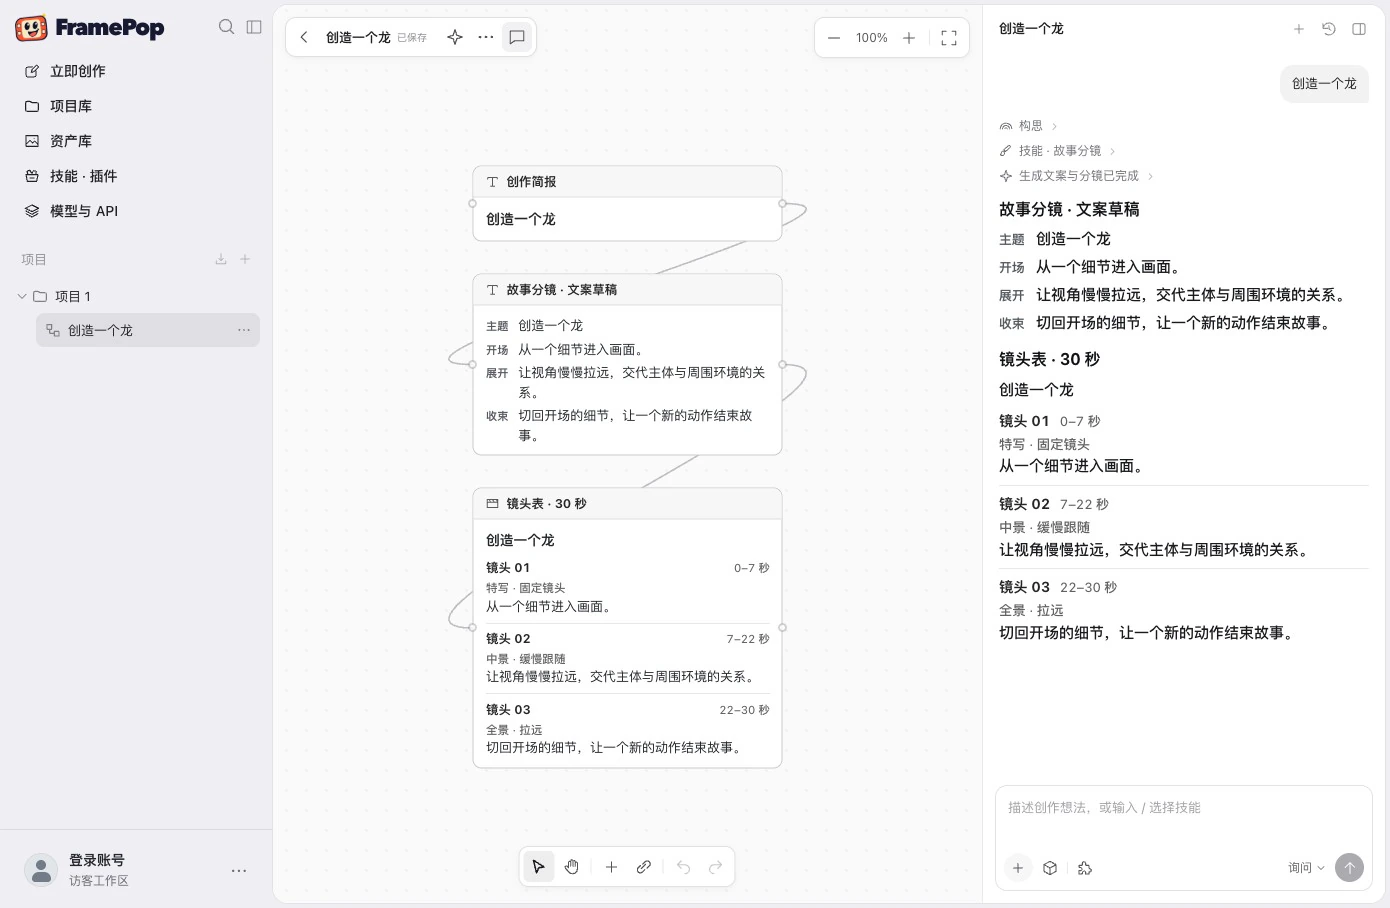 FramePop
立即创作
项目库
资产库
技能 · 插件
模型与 API
项目
项目 1
创造一个龙
登录账号
访客工作区
创造一个龙 已保存
100%
创作简报
创造一个龙
故事分镜 · 文案草稿
主题 创造一个龙
开场 从一个细节进入画面。
展开 让视角慢慢拉远，交代主体与周围环境的关
系。
收束 切回开场的细节，让一个新的动作结束故
事。
镜头表 · 30 秒
创造一个龙
镜头 01 0–7 秒
特写 · 固定镜头
从一个细节进入画面。
镜头 02 7–22 秒
中景 · 缓慢跟随
让视角慢慢拉远，交代主体与周围环境的关系。
镜头 03 22–30 秒
全景 · 拉远
切回开场的细节，让一个新的动作结束故事。
创造一个龙
创造一个龙
构思
技能 · 故事分镜
生成文案与分镜已完成
故事分镜 · 文案草稿
主题 创造一个龙
开场 从一个细节进入画面。
展开 让视角慢慢拉远，交代主体与周围环境的关系。
收束 切回开场的细节，让一个新的动作结束故事。
镜头表 · 30 秒
创造一个龙
镜头 01 0–7 秒
特写 · 固定镜头
从一个细节进入画面。
镜头 02 7–22 秒
中景 · 缓慢跟随
让视角慢慢拉远，交代主体与周围环境的关系。
镜头 03 22–30 秒
全景 · 拉远
切回开场的细节，让一个新的动作结束故事。
描述创作想法，或输入 / 选择技能
询问